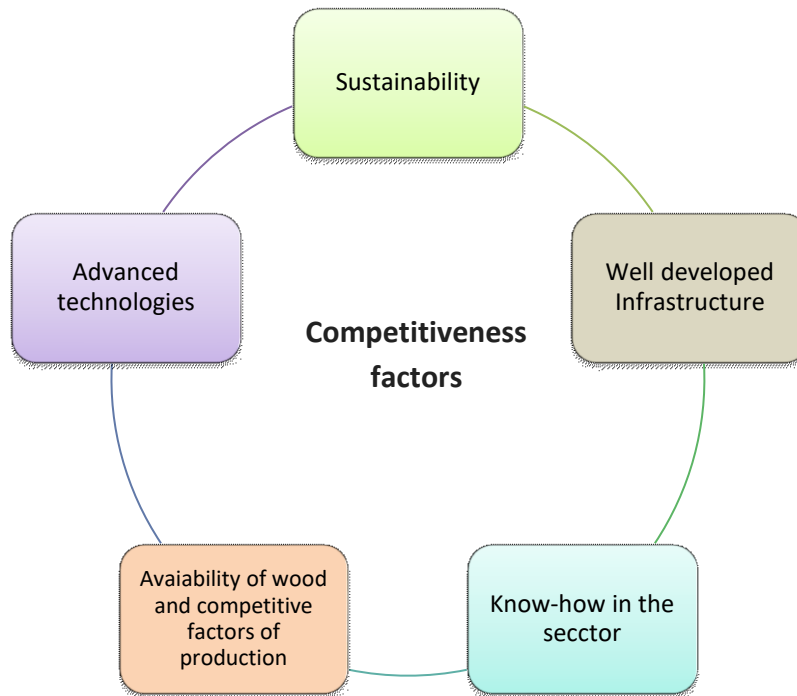 Sustainability
Well developed
Infrastructure
Know-how in the
secctor
Avaiability of wood
and competitive
factors of
production
Advanced
technologies
Competitiveness
factors